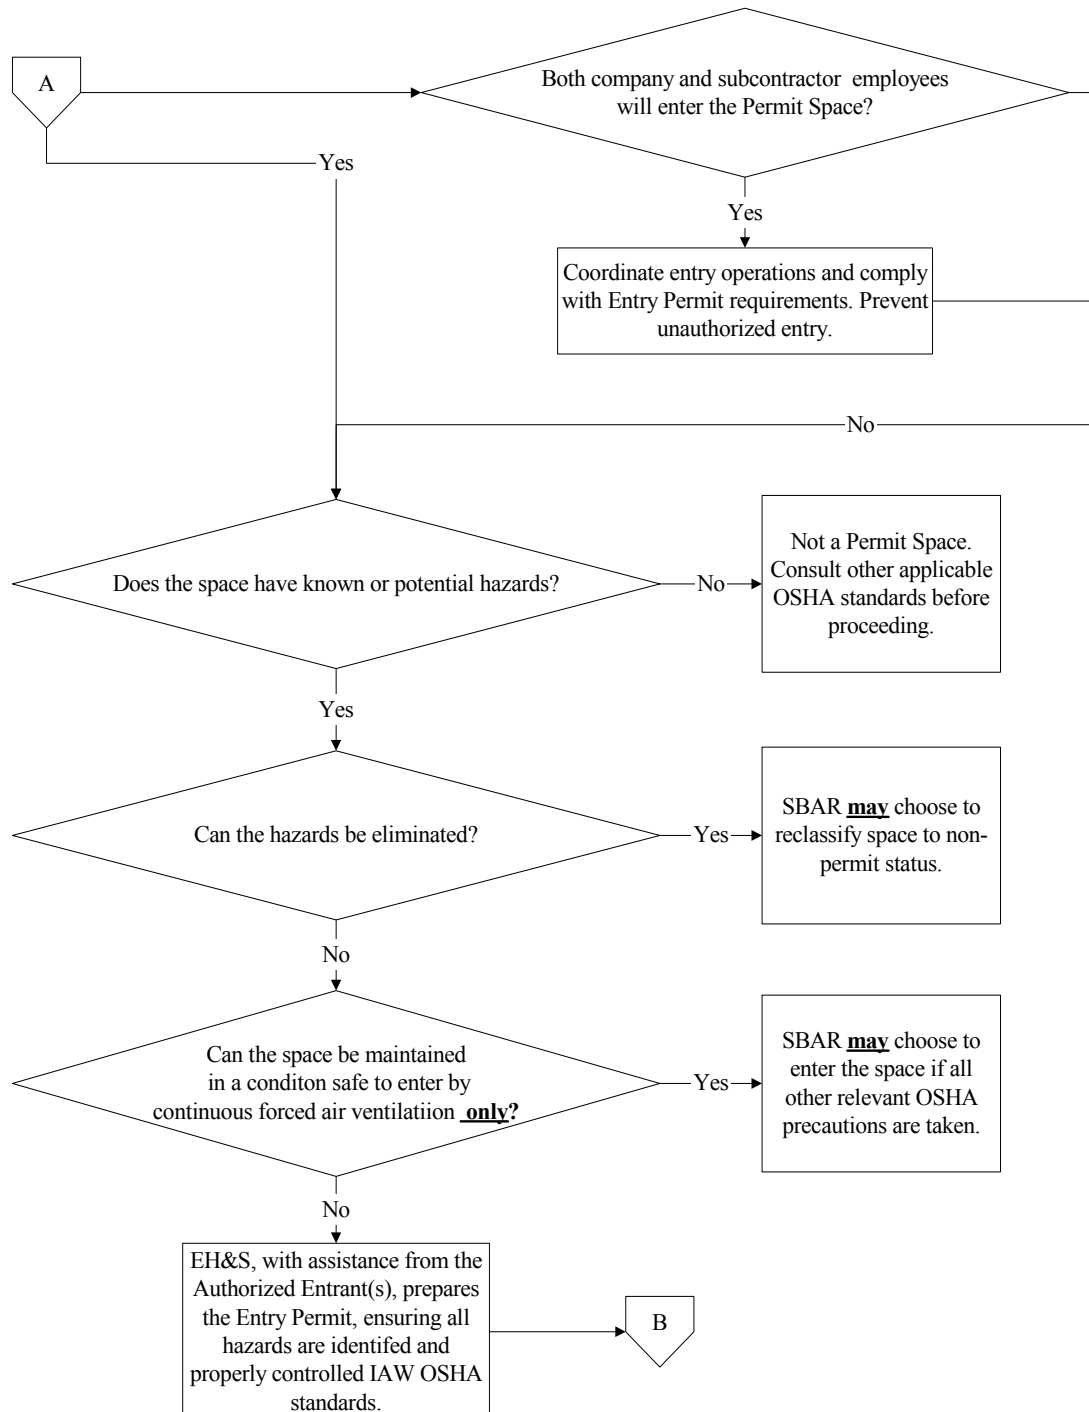 A
Both company and subcontractor employees
will enter the Permit Space?
Yes
Yes
Coordinate entry operations and comply
with Entry Permit requirements. Prevent
unauthorized entry.
No
Does the space have known or potential hazards?
No
Not a Permit Space.
Consult other applicable
OSHA standards before
proceeding.
Yes
Can the hazards be eliminated?
Yes
SBAR may choose to
reclassify space to non-
permit status.
No
Can the space be maintained
in a conditon safe to enter by
continuous forced air ventilatiion only?
Yes
SBAR may choose to
enter the space if all
other relevant OSHA
precautions are taken.
No
EH&S, with assistance from the
Authorized Entrant(s), prepares
the Entry Permit, ensuring all
hazards are identifed and
properly controlled IAW OSHA
standards.
B